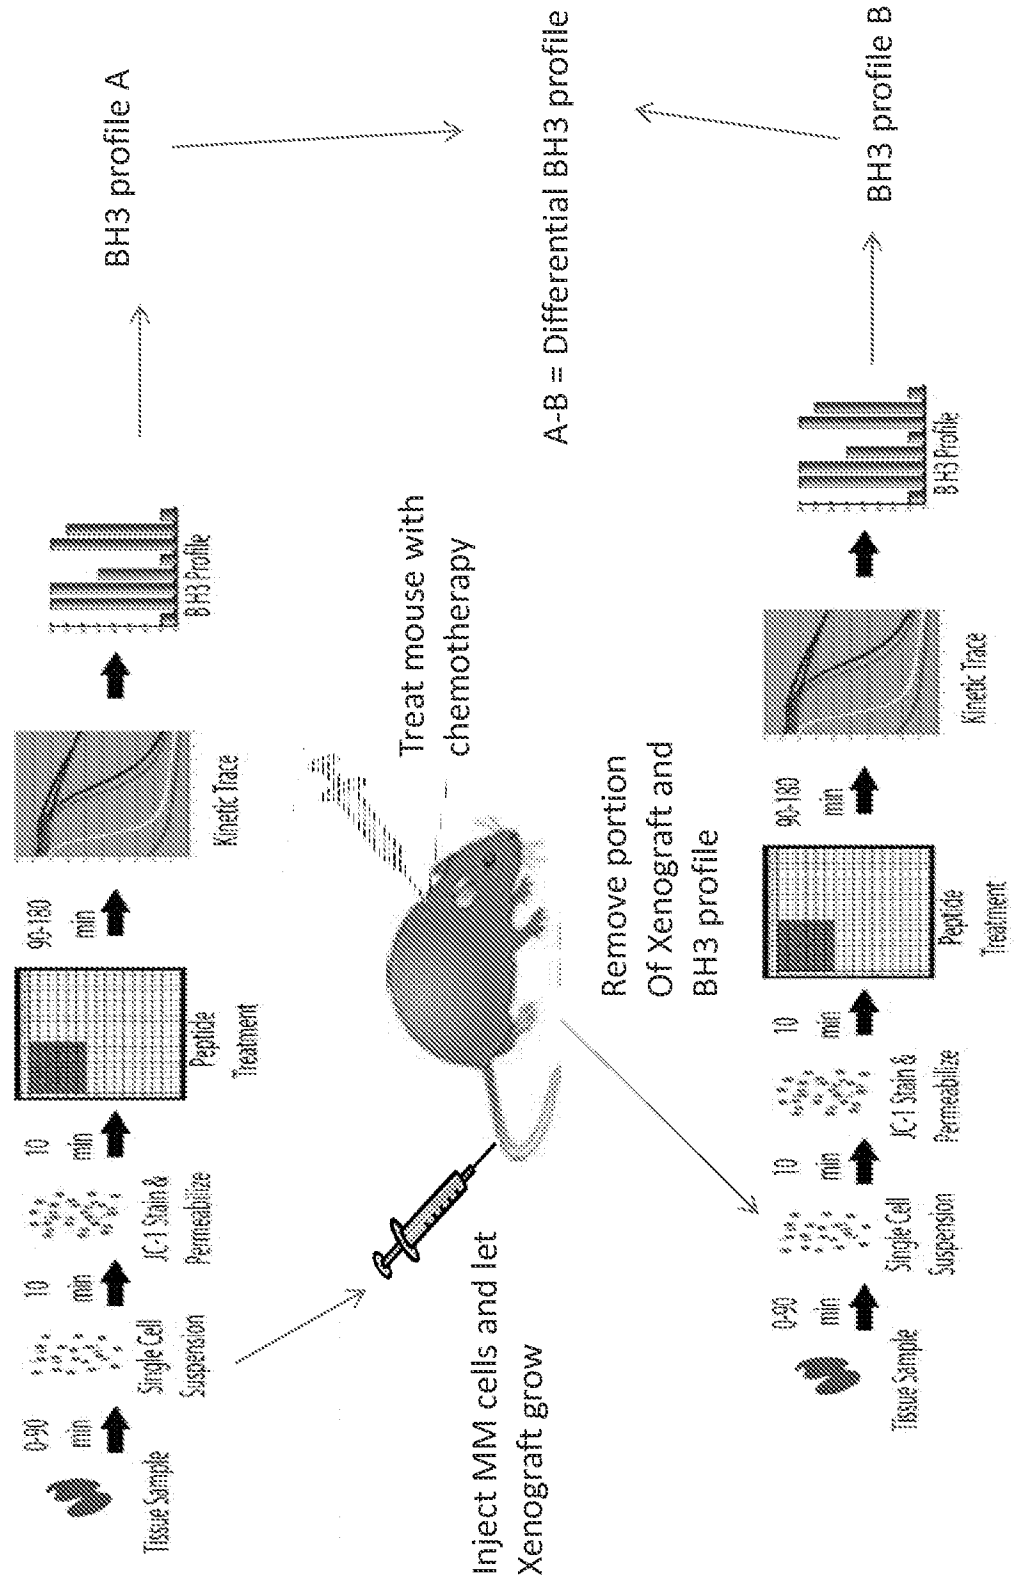 0-90
min
10
min
10
min
90-180
min
Tissue Sample
Single Cell
Suspension
JC-1 Stain &
Permeabilize
Peptide
Treatment
Kinetic Trace
BH3 Profile
BH3 profile A
Inject MM cells and let
Xenograft grow
Treat mouse with
chemotherapy
A-B = Differential BH3 profile
Remove portion
Of Xenograft and
BH3 profile
0-90
min
10
min
10
min
90-180
min
Tissue Sample
Single Cell
Suspension
JC-1 Stain &
Permeabilize
Peptide
Treatment
Kinetic Trace
BH3 Profile
BH3 profile B